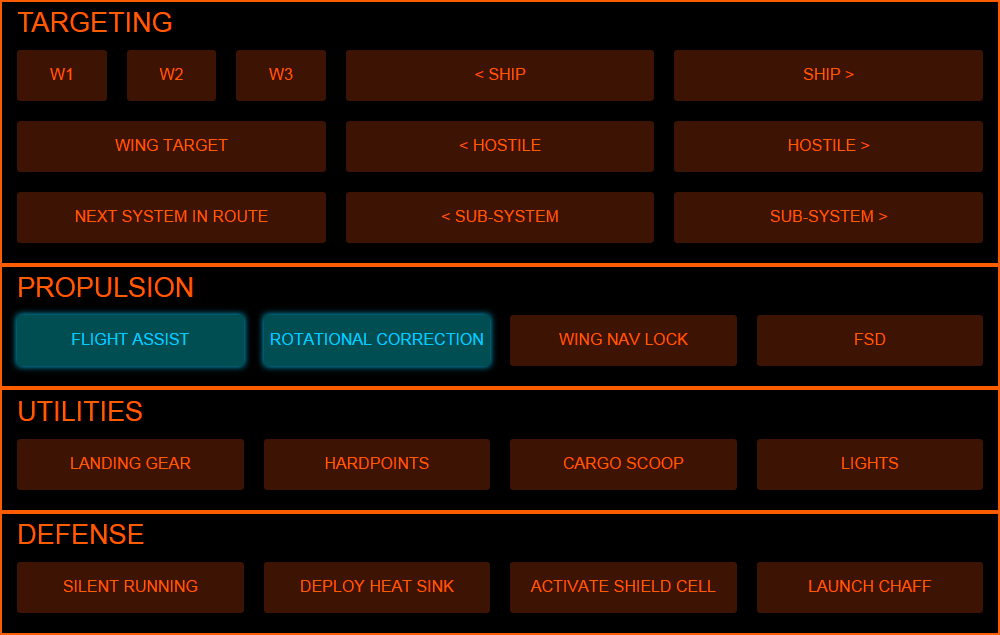 TARGETING
W1 W2 W3 < SHIP SHIP >
WING TARGET < HOSTILE HOSTILE >
NEXT SYSTEM IN ROUTE < SUB-SYSTEM SUB-SYSTEM >
PROPULSION
FLIGHT ASSIST ROTATIONAL CORRECTION WING NAV LOCK FSD
UTILITIES
LANDING GEAR HARDPOINTS CARGO SCOOP LIGHTS
DEFENSE
SILENT RUNNING DEPLOY HEAT SINK ACTIVATE SHIELD CELL LAUNCH CHAFF